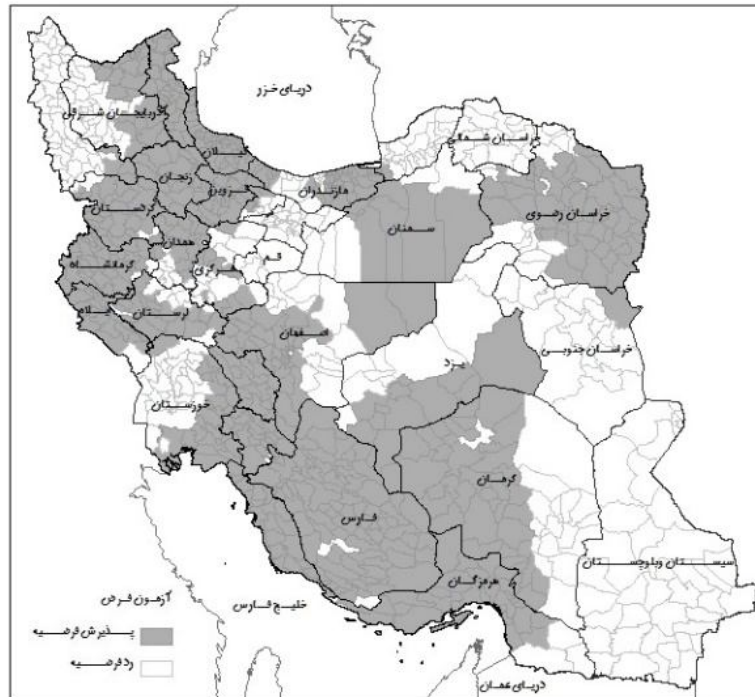 دریای خزر
آذربایجان شرقی
خراسان شمالی
گیلان
مازندران
زنجان
قزوین
خراسان رضوی
کردستان
سمنان
همدان
قم
کرمانشاه
مرکزی
ایلام
لرستان
اصفهان
خراسان جنوبی
یزد
خوزستان
کرمان
فارس
سیستان وبلوچستان
هرمزگان
آزمون فرض
خلیج فارس
پذیرش فرضیه
رد فرضیه
دریای عمان